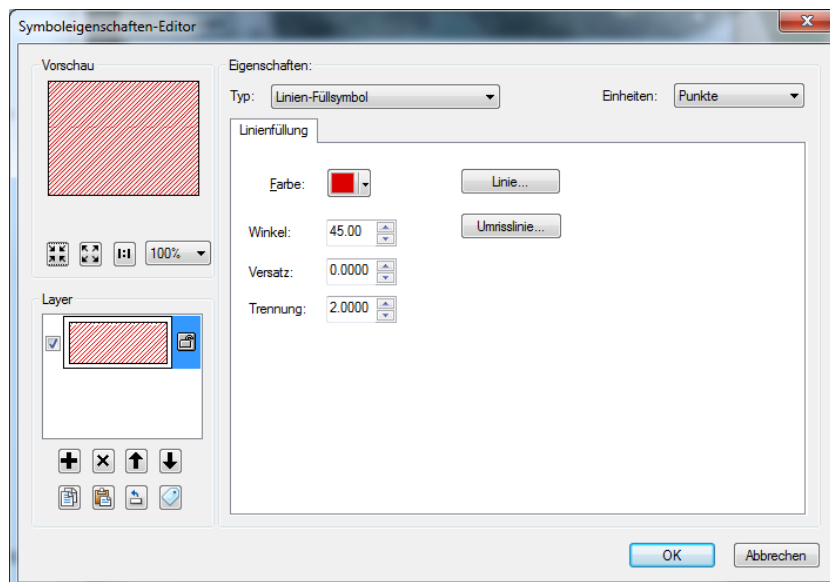 Symboleigenschaften-Editor
Vorschau
1:1
100%
Layer
Eigenschaften:
Typ: Linien-Füllsymbol
Einheiten: Punkte
Linienfüllung
Farbe:
Linie...
Winkel: 45.00
Umrisslinie...
Versatz: 0.0000
Trennung: 2.0000
OK
Abbrechen